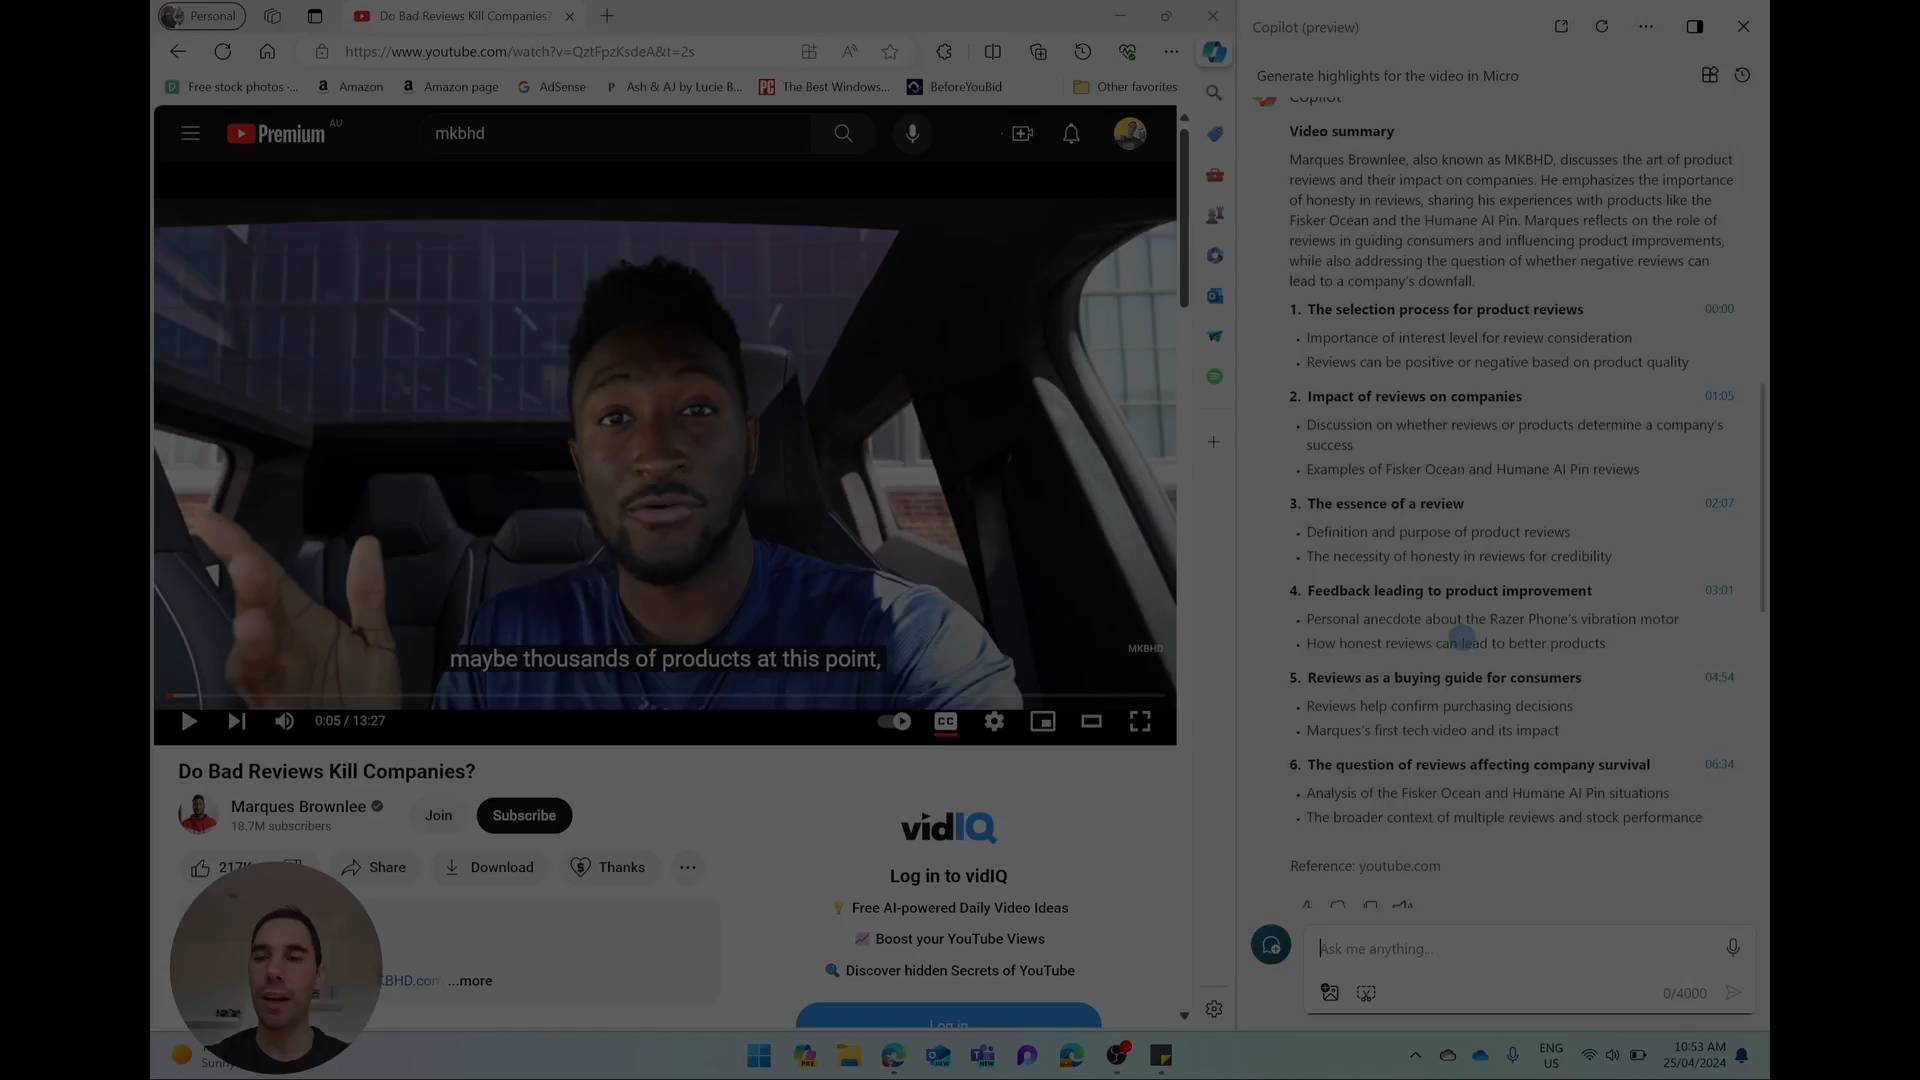 Personal
Do Bad Reviews Kill Companies?
https://www.youtube.com/watch?v=QztFpzKsdeA&t=2s
Free stock photos -...
Amazon
Amazon page
AdSense
Ash & AJ by Lucie B...
The Best Windows...
BeforeYouBid
Other favorites
Premium
AU
mkbhd
maybe thousands of products at this point,
MKBHD
0:05 / 13:27
CC
Do Bad Reviews Kill Companies?
Marques Brownlee
18.7M subscribers
Join
Subscribe
217K
Share
Download
Thanks
...more
vidIQ
Log in to vidIQ
Free AI-powered Daily Video Ideas
Boost your YouTube Views
Discover hidden Secrets of YouTube
Log in
Copilot (preview)
Generate highlights for the video in Micro
Copilot
Video summary
Marques Brownlee, also known as MKBHD, discusses the art of product
reviews and their impact on companies. He emphasizes the importance
of honesty in reviews, sharing his experiences with products like the
Fisker Ocean and the Humane AI Pin. Marques reflects on the role of
reviews in guiding consumers and influencing product improvements,
while also addressing the question of whether negative reviews can
lead to a company's downfall.
1. The selection process for product reviews 00:00
• Importance of interest level for review consideration
• Reviews can be positive or negative based on product quality
2. Impact of reviews on companies 01:05
• Discussion on whether reviews or products determine a company's
success
• Examples of Fisker Ocean and Humane AI Pin reviews
3. The essence of a review 02:07
• Definition and purpose of product reviews
• The necessity of honesty in reviews for credibility
4. Feedback leading to product improvement 03:01
• Personal anecdote about the Razer Phone's vibration motor
• How honest reviews can lead to better products
5. Reviews as a buying guide for consumers 04:54
• Reviews help confirm purchasing decisions
• Marques's first tech video and its impact
6. The question of reviews affecting company survival 06:34
• Analysis of the Fisker Ocean and Humane AI Pin situations
• The broader context of multiple reviews and stock performance
Reference: youtube.com
Ask me anything...
0/4000
Sunny
PRE
NEW
NEW
ENG
US
10:53 AM
25/04/2024